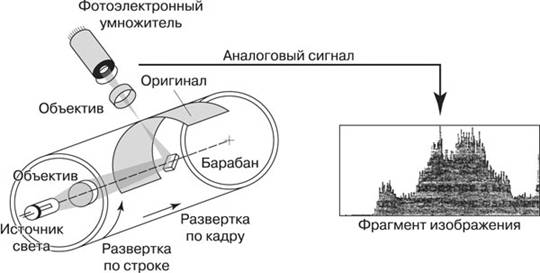 Фотоэлектронный
умножитель
Аналоговый сигнал
Оригинал
Объектив
Барабан
Объектив
Источник
света
Развертка
по строке
Развертка
по кадру
Фрагмент изображения